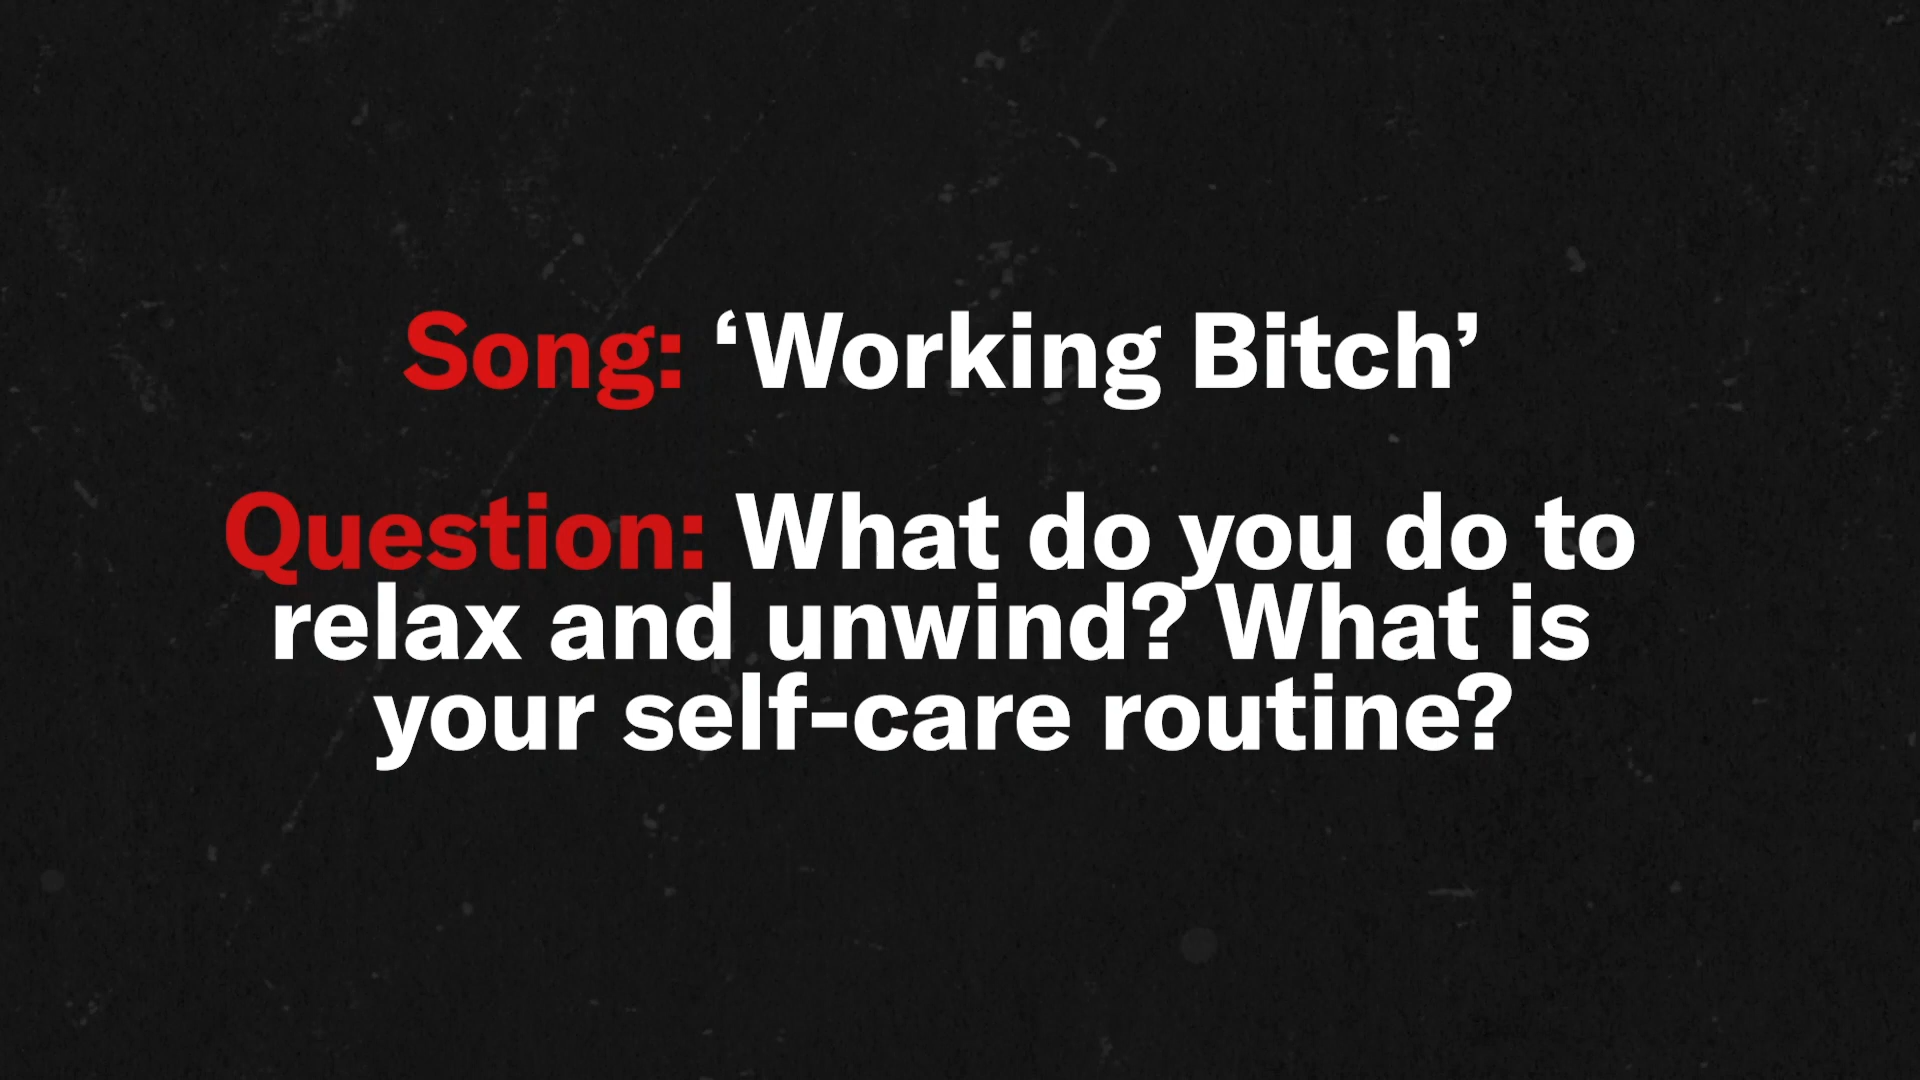 Song: ‘Working Bitch’
Question: What do you do to
relax and unwind? What is
your self-care routine?